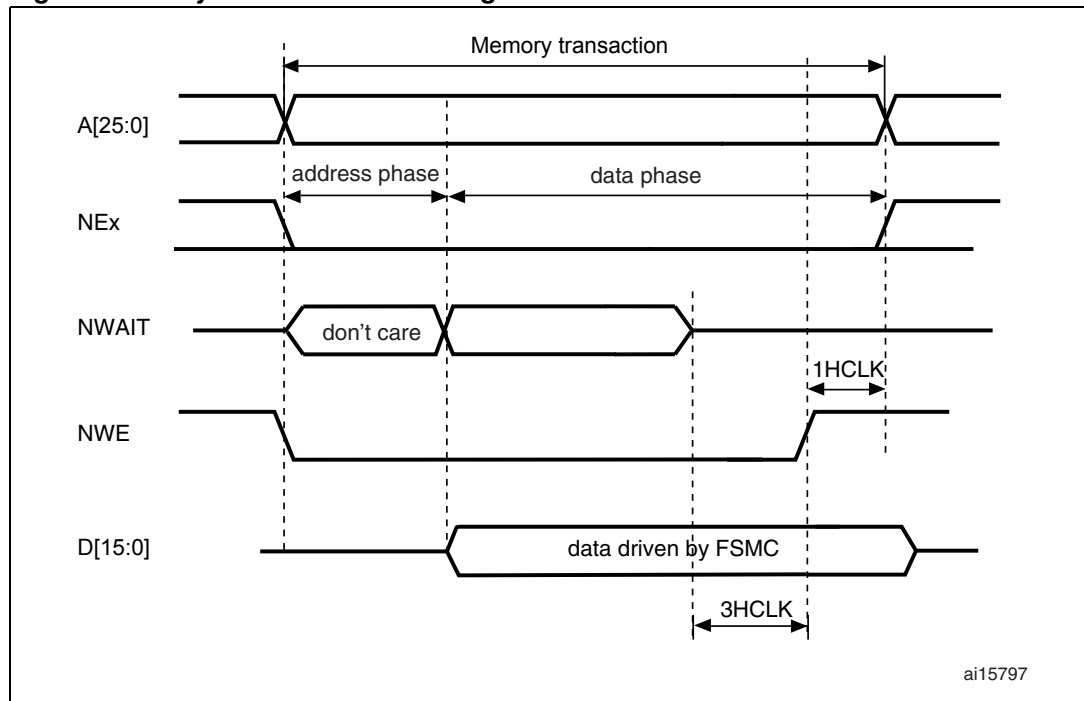 Memory transaction
A[25:0]
address phase
data phase
NEx
NWAIT
don't care
1HCLK
NWE
D[15:0]
data driven by FSMC
3HCLK
ai15797